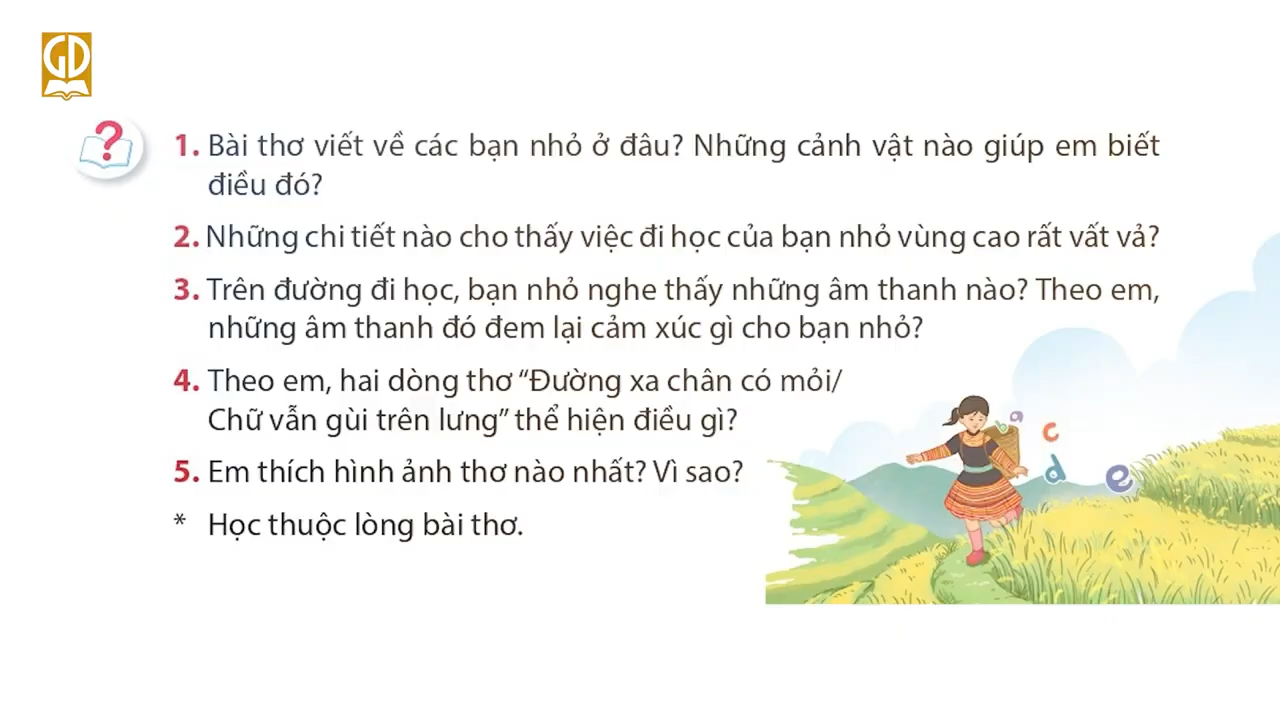 GD
?
1. Bài thơ viết về các bạn nhỏ ở đâu? Những cảnh vật nào giúp em biết
điều đó?
2. Những chi tiết nào cho thấy việc đi học của bạn nhỏ vùng cao rất vất vả?
3. Trên đường đi học, bạn nhỏ nghe thấy những âm thanh nào? Theo em,
những âm thanh đó đem lại cảm xúc gì cho bạn nhỏ?
4. Theo em, hai dòng thơ “Đường xa chân có mỏi/
Chữ vẫn gùi trên lưng” thể hiện điều gì?
5. Em thích hình ảnh thơ nào nhất? Vì sao?
* Học thuộc lòng bài thơ.
b a c
d e